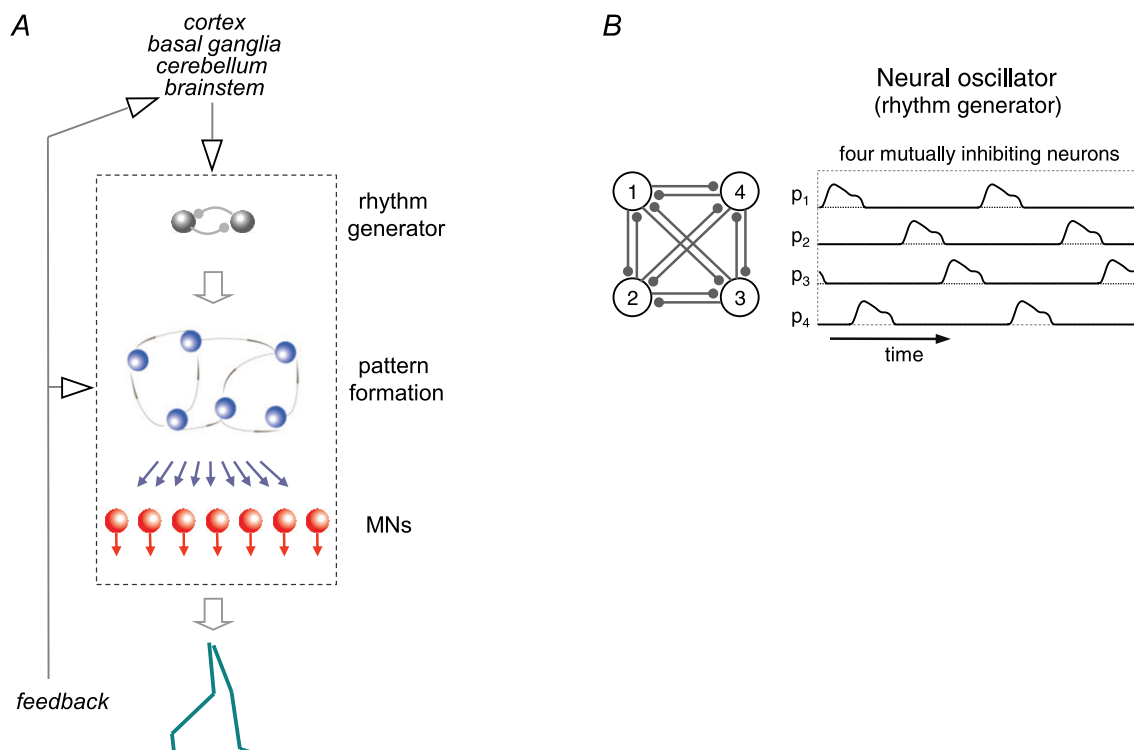 A
cortex
basal ganglia
cerebellum
brainstem
rhythm
generator
pattern
formation
MNs
feedback
B
Neural oscillator
(rhythm generator)
four mutually inhibiting neurons
1
4
2
3
p1
p2
p3
p4
time